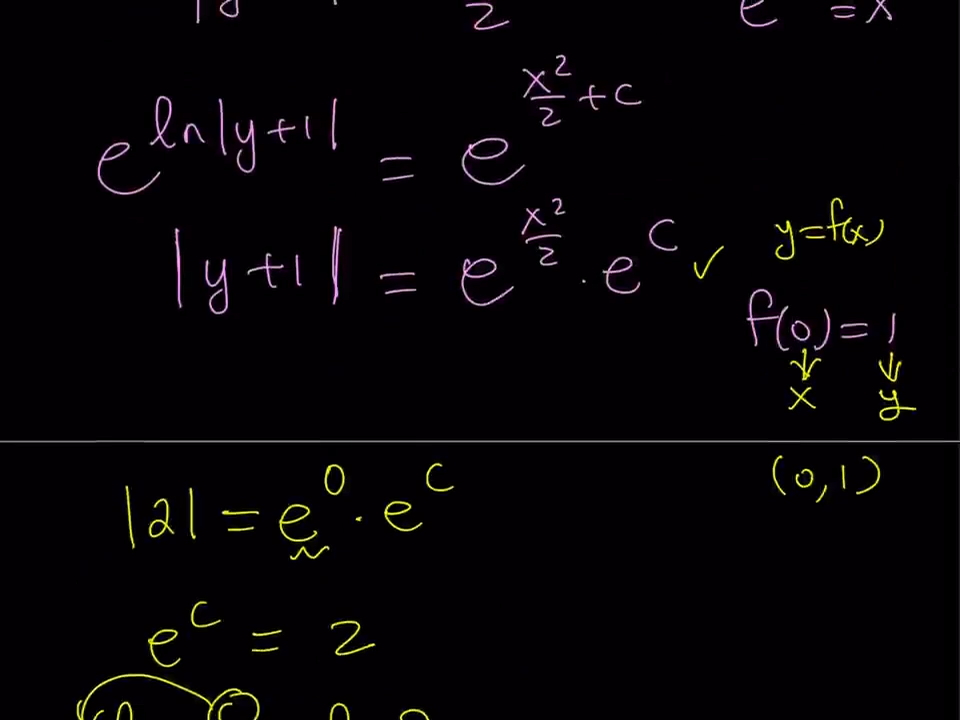 e^{ln|y+1|} = e^{x²/2 + c}
|y+1| = e^{x²/2} · e^c ✓
y=f(x)
f(0) = 1
↓ ↓
x y
(0,1)
|2| = e^0 · e^c
e^c = 2